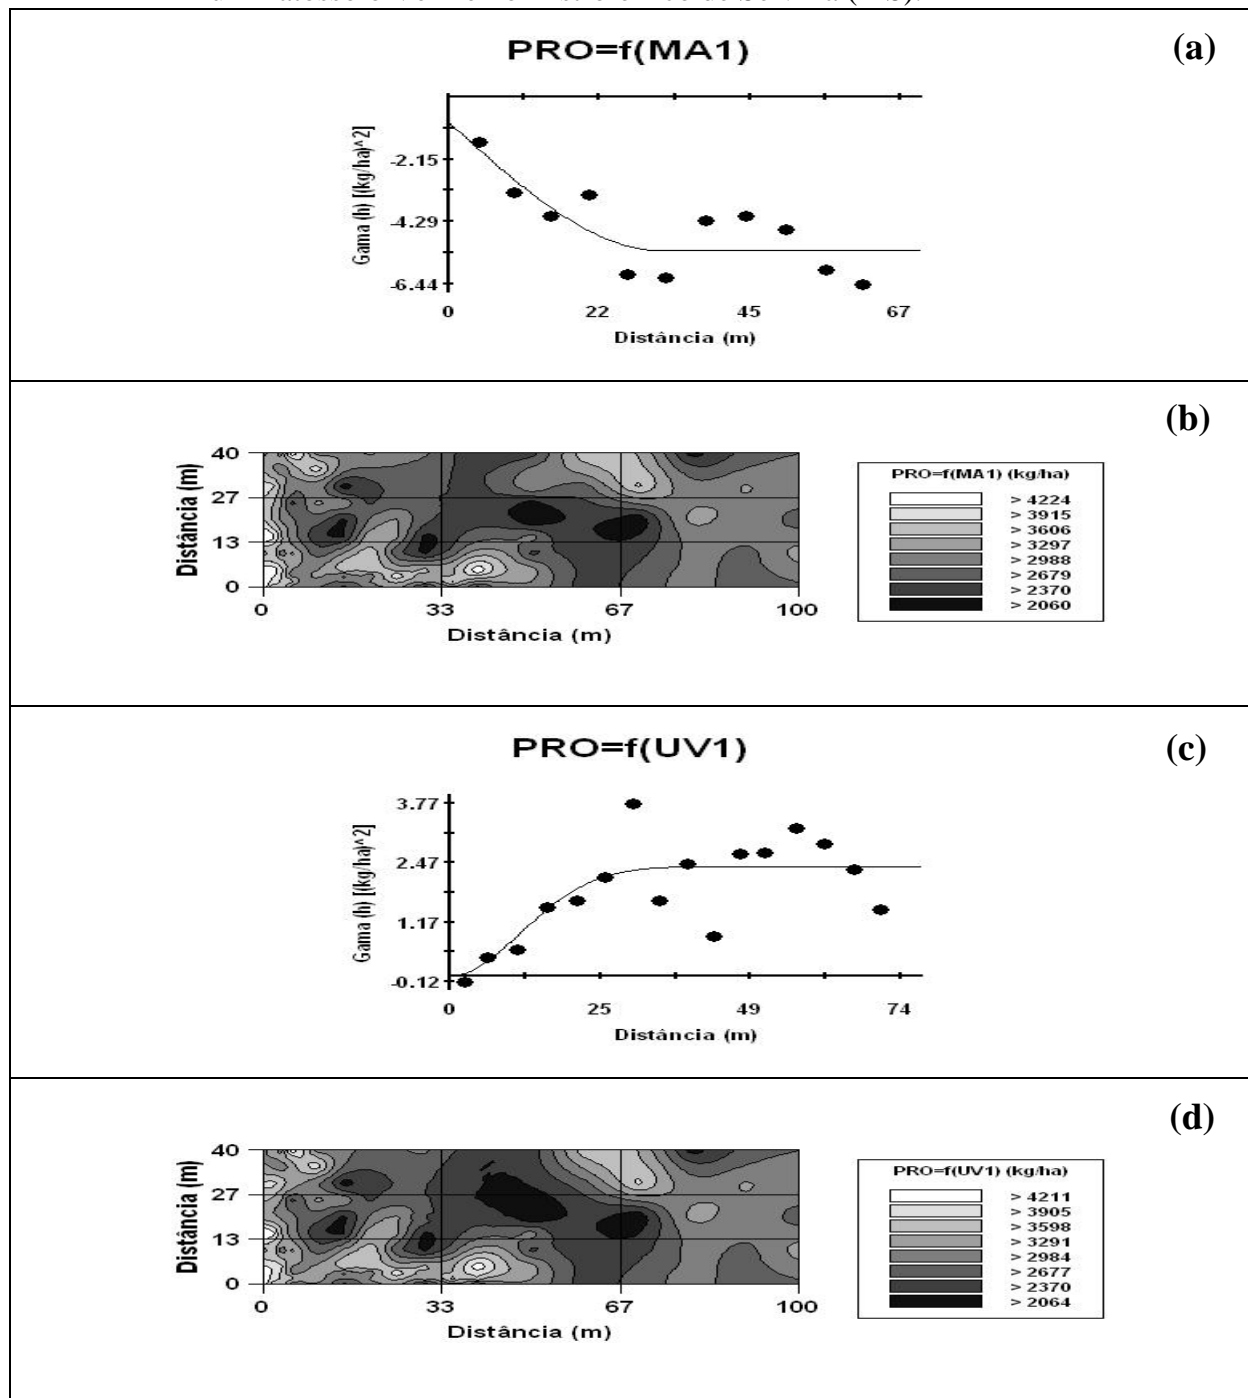 PRO=f(MA1)
(a)
Gama (h) [(kg/ha)^2]
-2.15
-4.29
-6.44
0 22 45 67
Distância (m)
(b)
Distância (m)
40
27
13
0
0 33 67 100
Distância (m)
PRO=f(MA1) (kg/ha)
> 4224
> 3915
> 3606
> 3297
> 2988
> 2679
> 2370
> 2060
PRO=f(UV1)
(c)
Gama (h) [(kg/ha)^2]
3.77
2.47
1.17
-0.12
0 25 49 74
Distância (m)
(d)
Distância (m)
40
27
13
0
0 33 67 100
Distância (m)
PRO=f(UV1) (kg/ha)
> 4211
> 3905
> 3598
> 3291
> 2984
> 2677
> 2370
> 2064